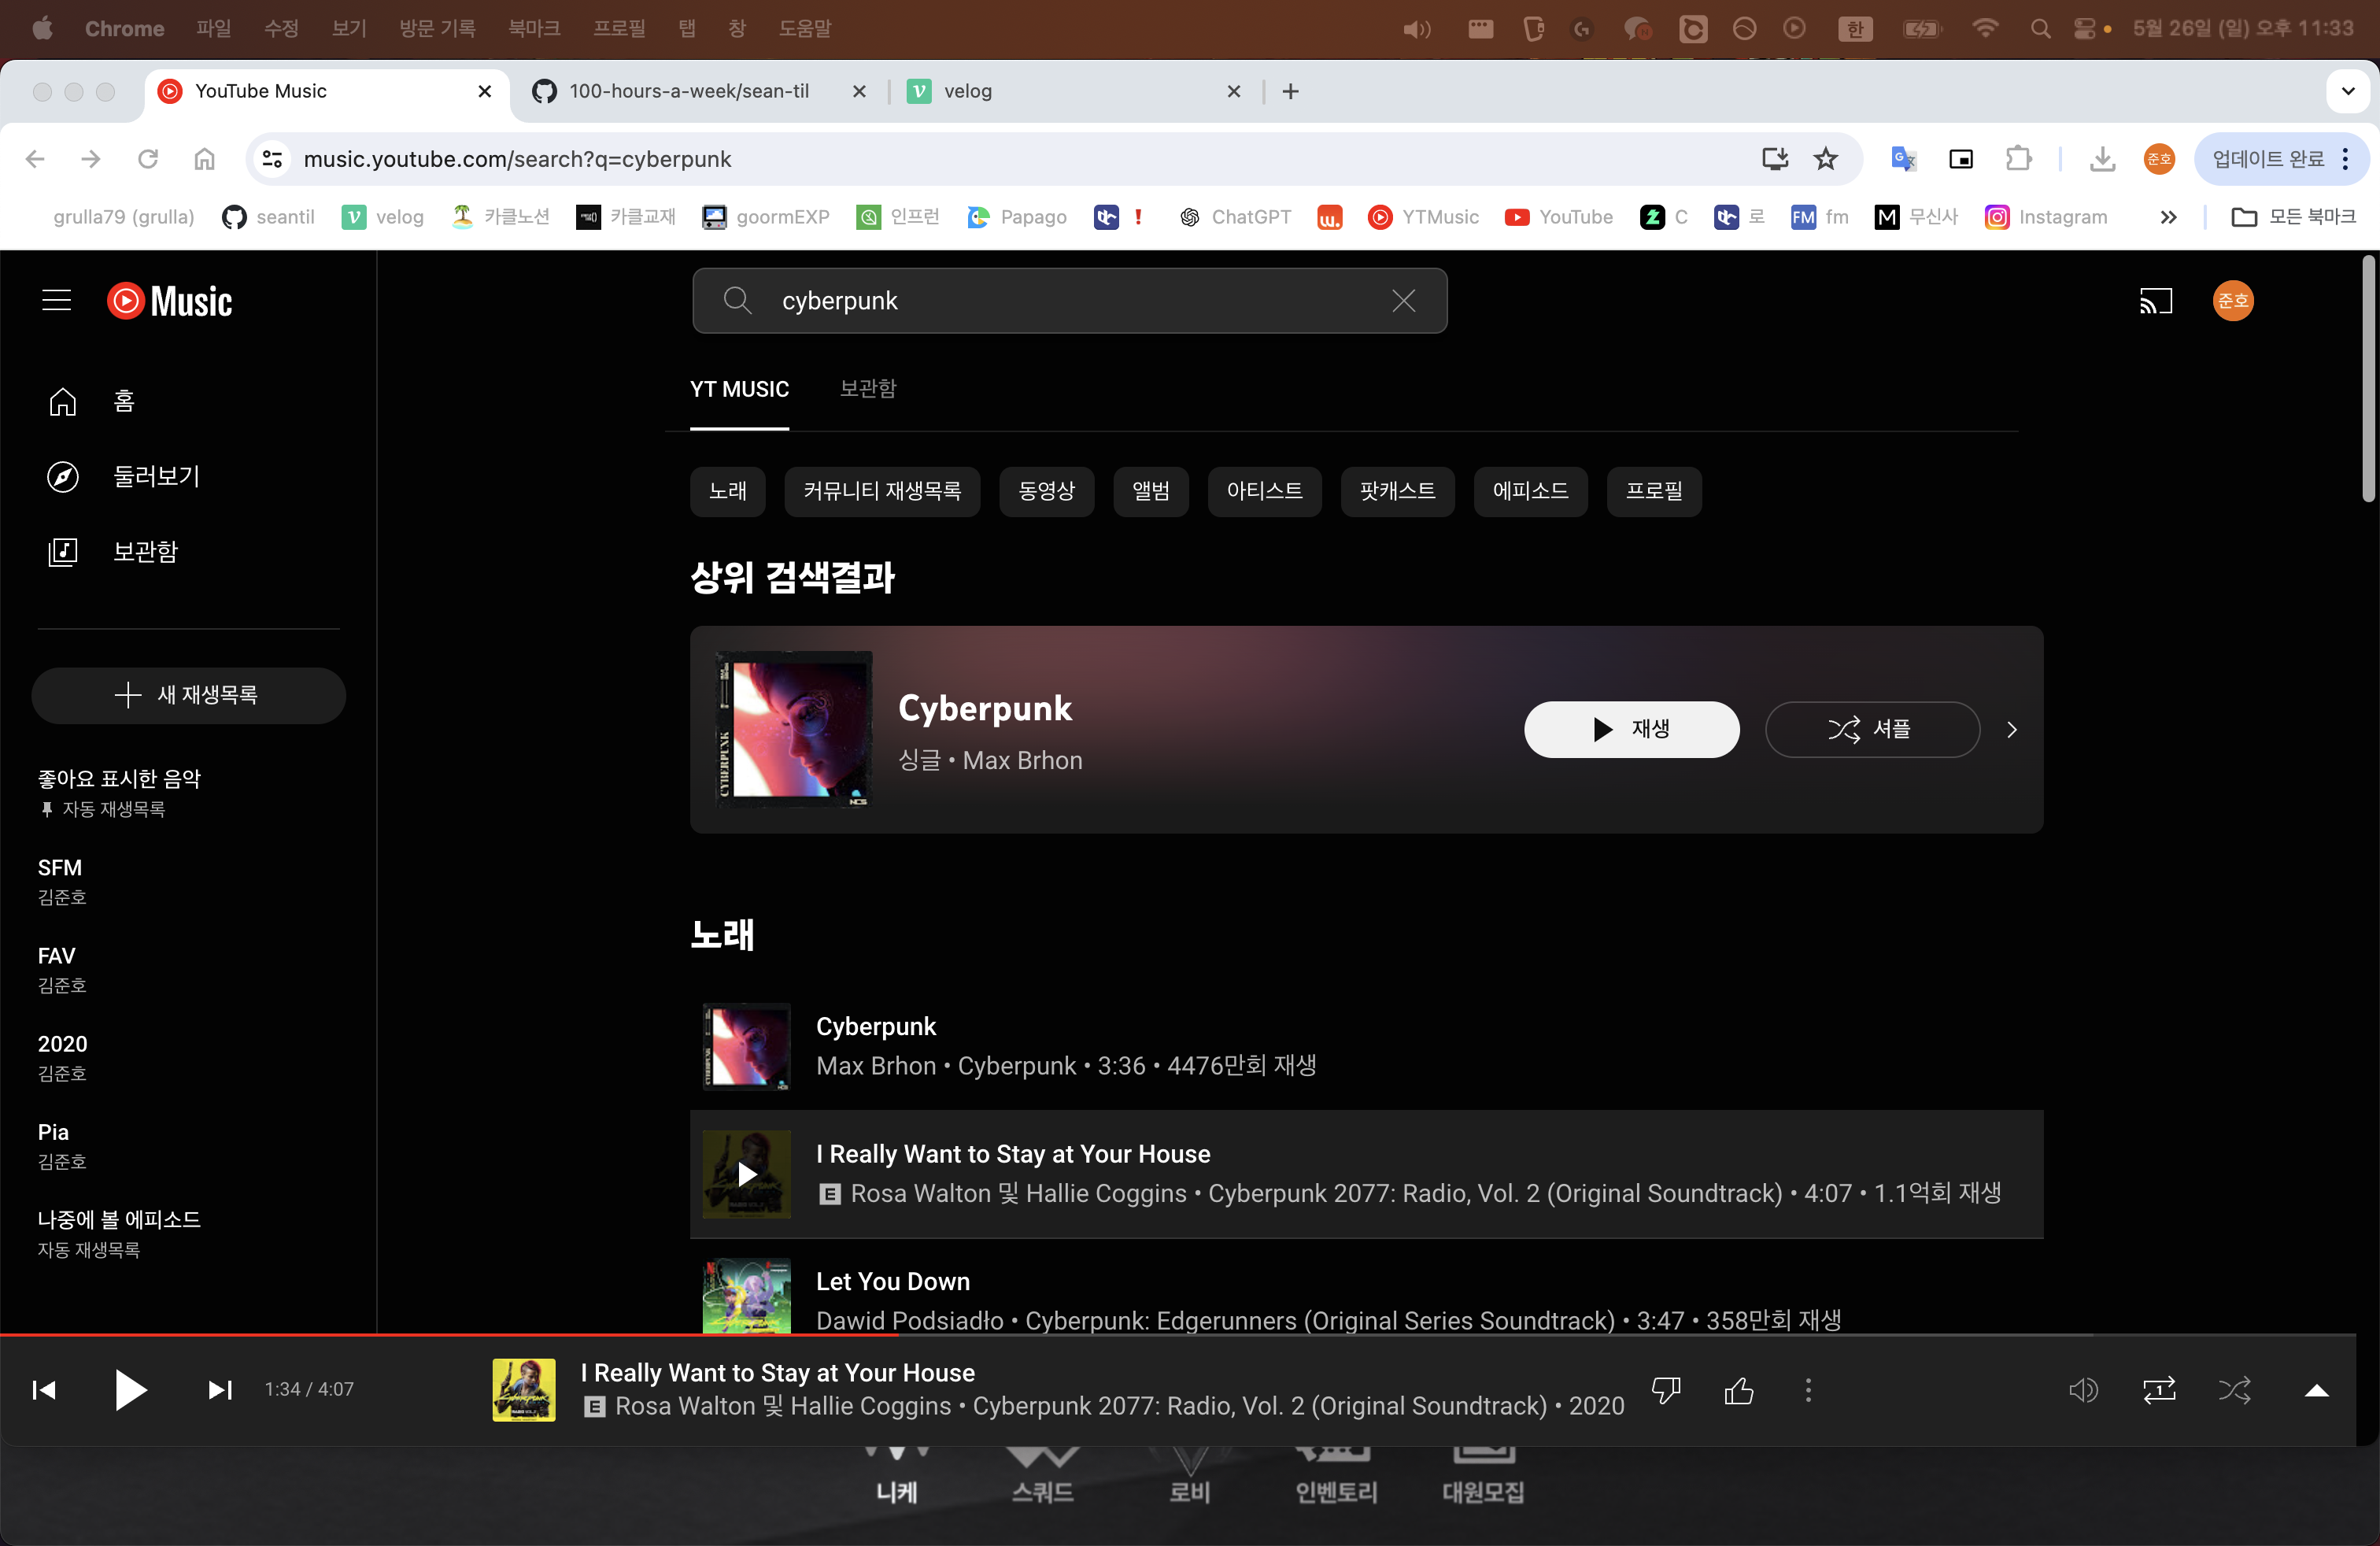 Chrome 파일 수정 보기 방문 기록 북마크 프로필 탭 창 도움말 한 5월 26일 (일) 오후 11:33
YouTube Music 100-hours-a-week/sean-til velog
music.youtube.com/search?q=cyberpunk 준호 업데이트 완료
grulla79 (grulla) seantil velog 카클노션 카클교재 goormEXP 인프런 Papago ! ChatGPT w. YTMusic YouTube C 로 FM fm M 무신사 Instagram 모든 북마크
Music
cyberpunk
준호
홈
둘러보기
보관함
새 재생목록
좋아요 표시한 음악
자동 재생목록
SFM
김준호
FAV
김준호
2020
김준호
Pia
김준호
나중에 볼 에피소드
자동 재생목록
YT MUSIC 보관함
노래 커뮤니티 재생목록 동영상 앨범 아티스트 팟캐스트 에피소드 프로필
상위 검색결과
CYBERPUNK
NCS
Cyberpunk
싱글 • Max Brhon
재생 셔플
노래
Cyberpunk
Max Brhon • Cyberpunk • 3:36 • 4476만회 재생
I Really Want to Stay at Your House
E Rosa Walton 및 Hallie Coggins • Cyberpunk 2077: Radio, Vol. 2 (Original Soundtrack) • 4:07 • 1.1억회 재생
Let You Down
Dawid Podsiadło • Cyberpunk: Edgerunners (Original Series Soundtrack) • 3:47 • 358만회 재생
1:34 / 4:07
I Really Want to Stay at Your House
E Rosa Walton 및 Hallie Coggins • Cyberpunk 2077: Radio, Vol. 2 (Original Soundtrack) • 2020
1
니케 스쿼드 로비 인벤토리 대원모집